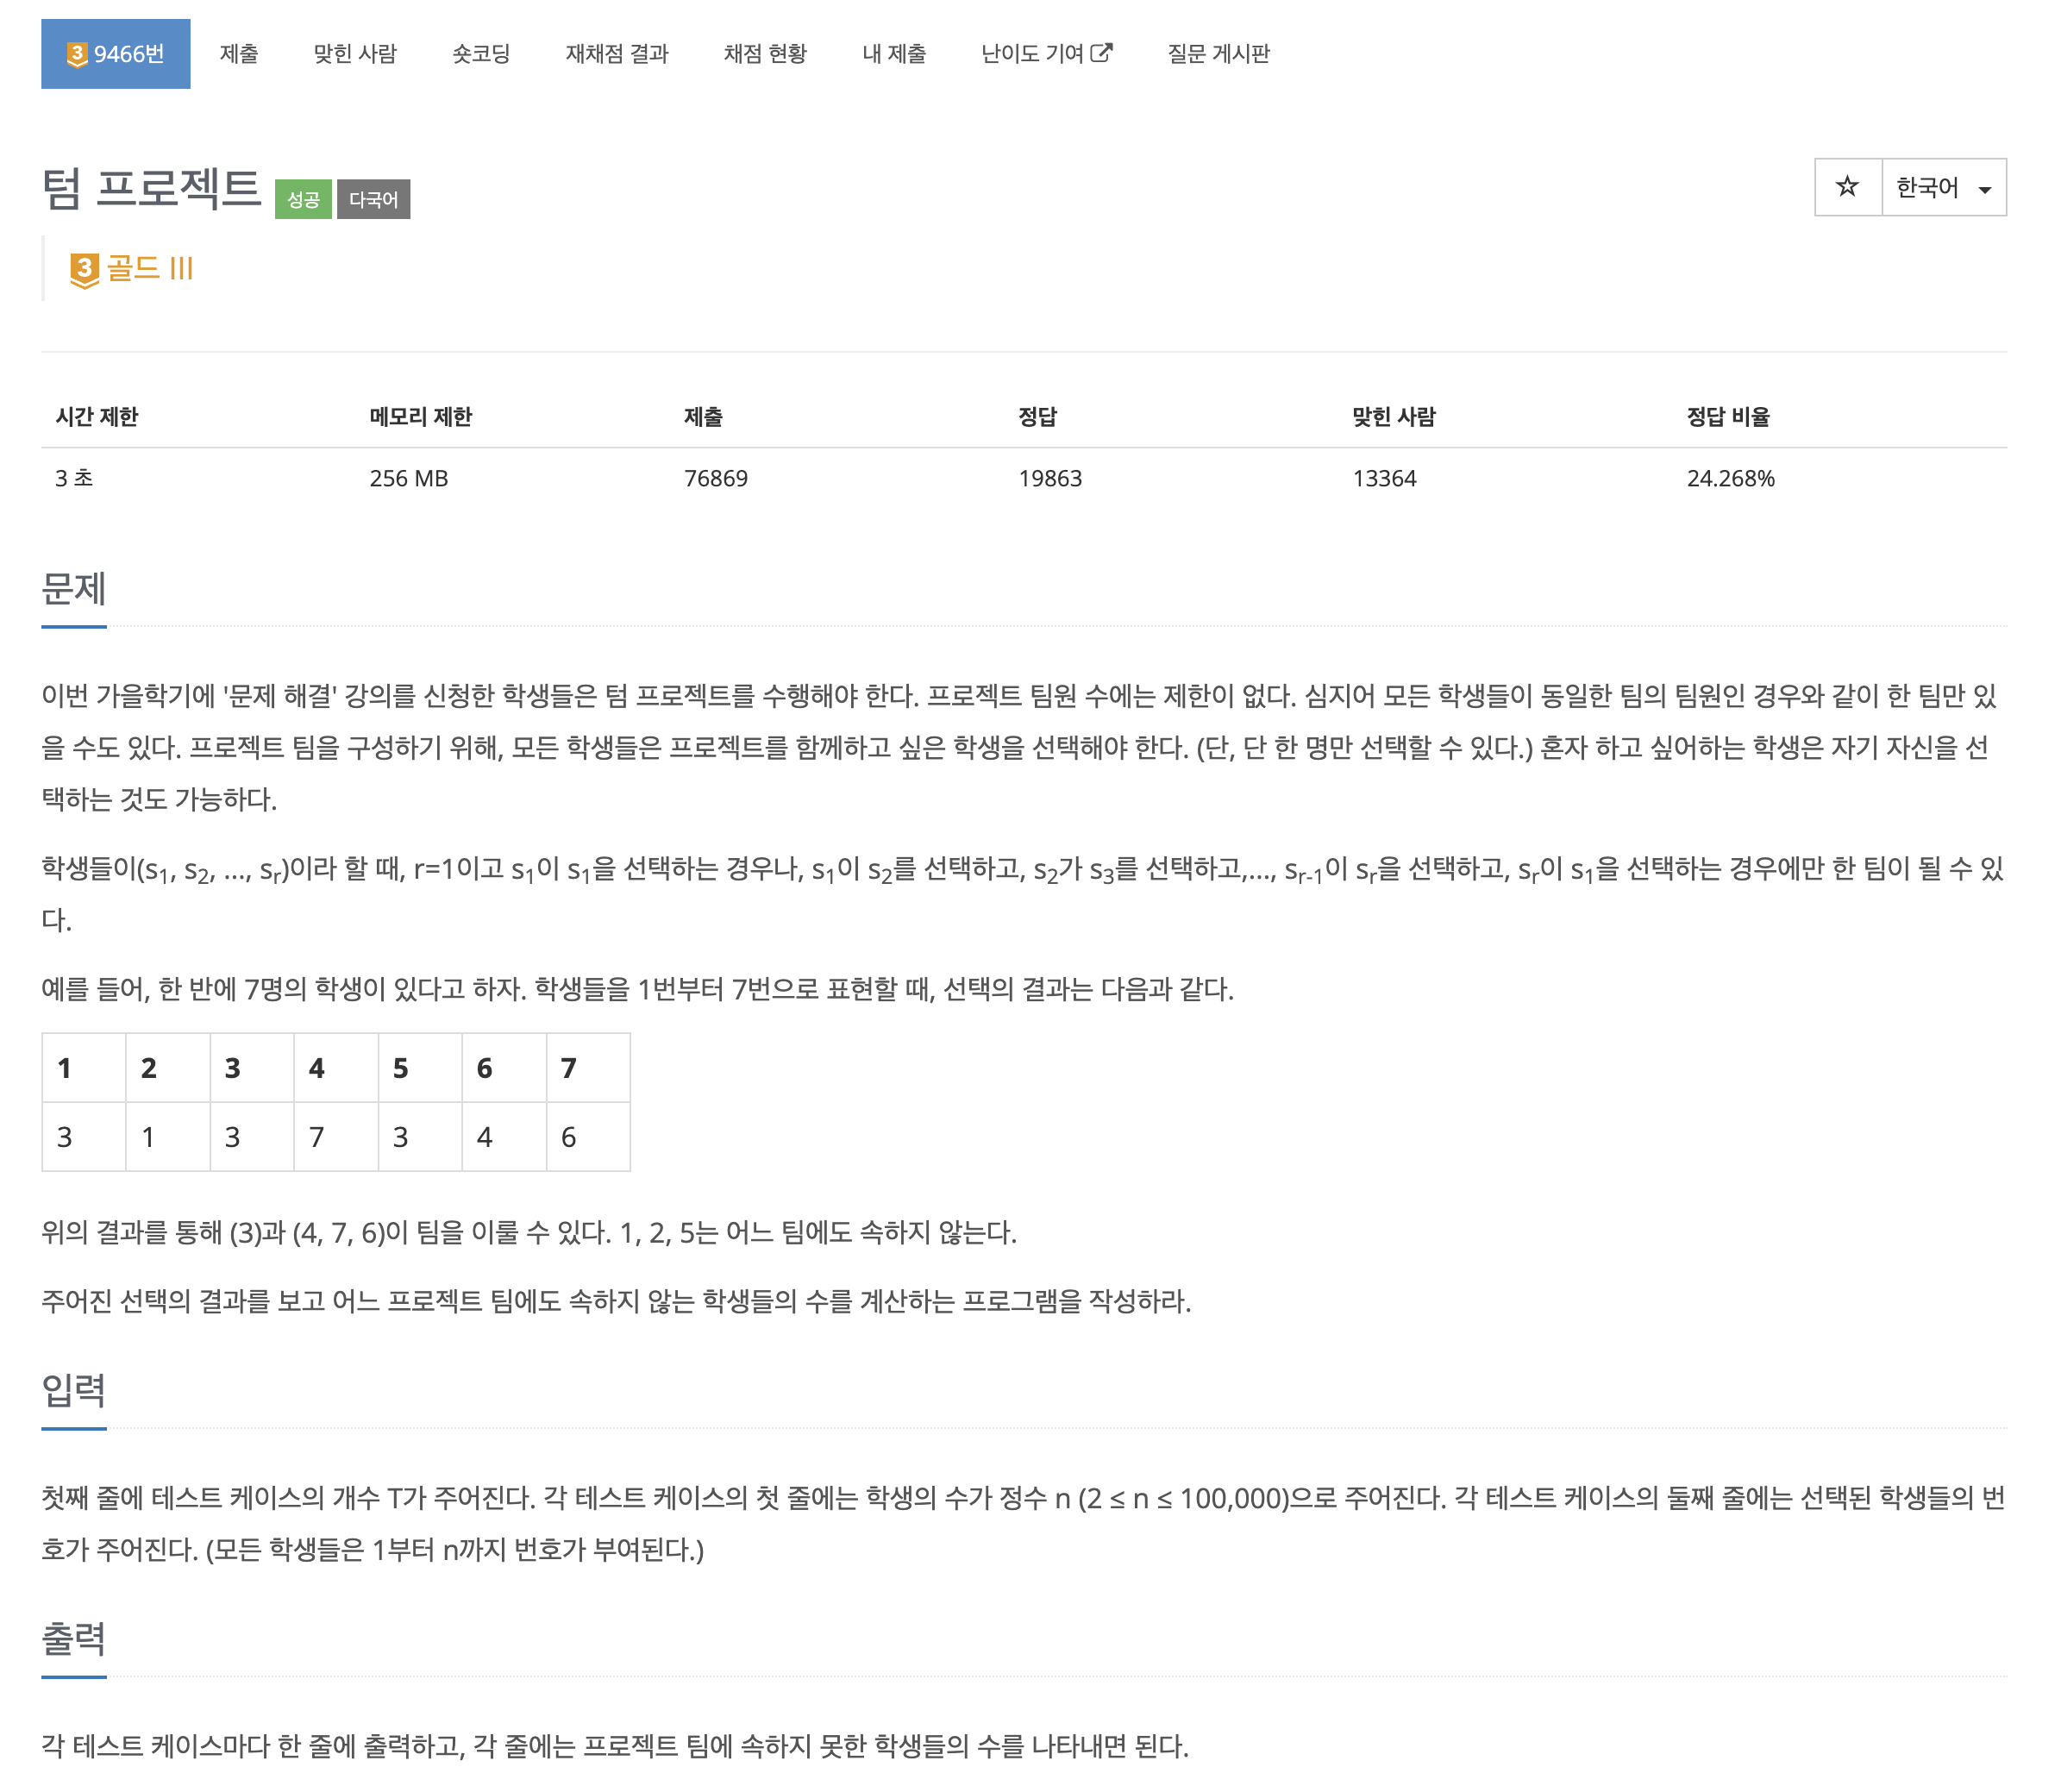 3 9466번 제출 맞힌 사람 숏코딩 재채점 결과 채점 현황 내 제출 난이도 기여 질문 게시판
텀 프로젝트 성공 다국어 ☆ 한국어
3 골드 III
시간 제한 메모리 제한 제출 정답 맞힌 사람 정답 비율
3 초 256 MB 76869 19863 13364 24.268%
문제
이번 가을학기에 '문제 해결' 강의를 신청한 학생들은 텀 프로젝트를 수행해야 한다. 프로젝트 팀원 수에는 제한이 없다. 심지어 모든 학생들이 동일한 팀의 팀원인 경우와 같이 한 팀만 있
을 수도 있다. 프로젝트 팀을 구성하기 위해, 모든 학생들은 프로젝트를 함께하고 싶은 학생을 선택해야 한다. (단, 단 한 명만 선택할 수 있다.) 혼자 하고 싶어하는 학생은 자기 자신을 선
택하는 것도 가능하다.
학생들이(s₁, s₂, ..., sᵣ)이라 할 때, r=1이고 s₁이 s₁을 선택하는 경우나, s₁이 s₂를 선택하고, s₂가 s₃를 선택하고,..., sᵣ₋₁이 sᵣ을 선택하고, sᵣ이 s₁을 선택하는 경우에만 한 팀이 될 수 있
다.
예를 들어, 한 반에 7명의 학생이 있다고 하자. 학생들을 1번부터 7번으로 표현할 때, 선택의 결과는 다음과 같다.
1 2 3 4 5 6 7
3 1 3 7 3 4 6
위의 결과를 통해 (3)과 (4, 7, 6)이 팀을 이룰 수 있다. 1, 2, 5는 어느 팀에도 속하지 않는다.
주어진 선택의 결과를 보고 어느 프로젝트 팀에도 속하지 않는 학생들의 수를 계산하는 프로그램을 작성하라.
입력
첫째 줄에 테스트 케이스의 개수 T가 주어진다. 각 테스트 케이스의 첫 줄에는 학생의 수가 정수 n (2 ≤ n ≤ 100,000)으로 주어진다. 각 테스트 케이스의 둘째 줄에는 선택된 학생들의 번
호가 주어진다. (모든 학생들은 1부터 n까지 번호가 부여된다.)
출력
각 테스트 케이스마다 한 줄에 출력하고, 각 줄에는 프로젝트 팀에 속하지 못한 학생들의 수를 나타내면 된다.